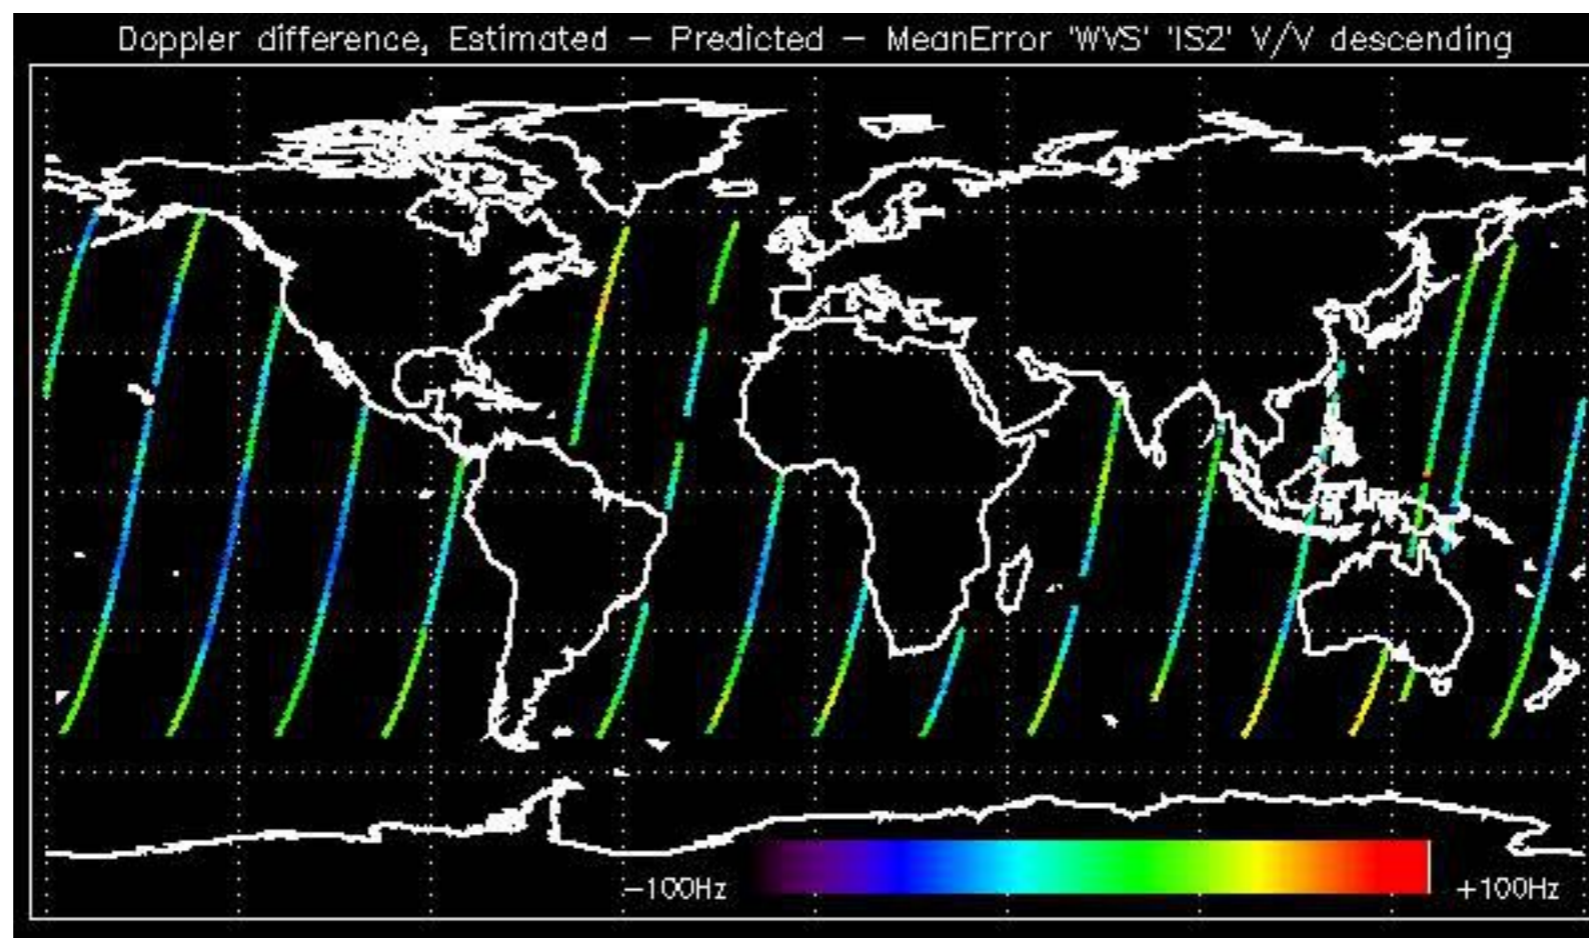 Doppler difference, Estimated – Predicted – MeanError 'WVS' 'IS2' V/V descending
−100Hz
+100Hz